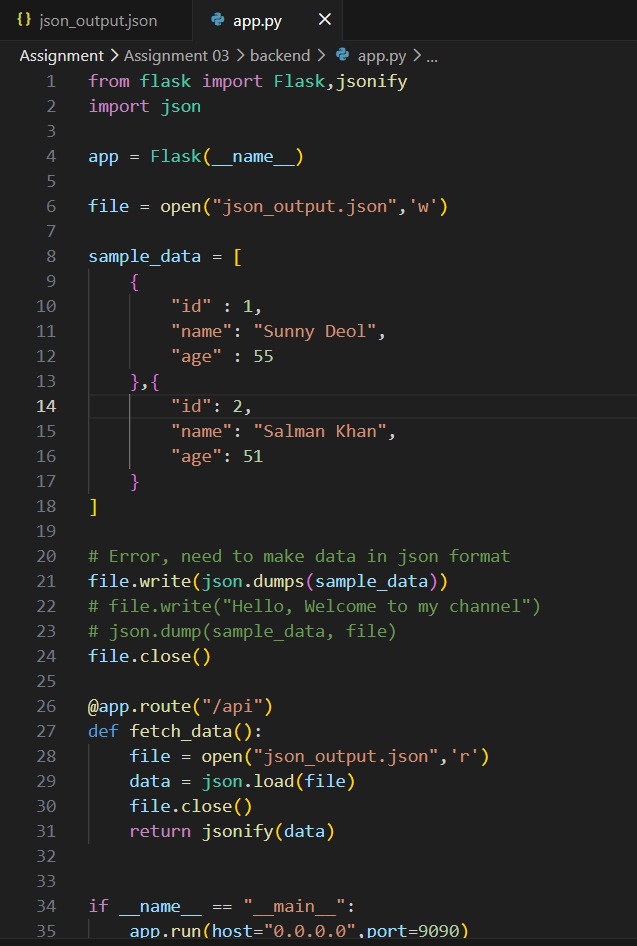 {} json_output.json app.py ×
Assignment > Assignment 03 > backend > app.py > ...
1 from flask import Flask,jsonify
2 import json
3
4 app = Flask(__name__)
5
6 file = open("json_output.json",'w')
7
8 sample_data = [
9     {
10         "id" : 1,
11         "name": "Sunny Deol",
12         "age" : 55
13     },{
14         "id": 2,
15         "name": "Salman Khan",
16         "age": 51
17     }
18 ]
19
20 # Error, need to make data in json format
21 file.write(json.dumps(sample_data))
22 # file.write("Hello, Welcome to my channel")
23 # json.dump(sample_data, file)
24 file.close()
25
26 @app.route("/api")
27 def fetch_data():
28     file = open("json_output.json",'r')
29     data = json.load(file)
30     file.close()
31     return jsonify(data)
32
33
34 if __name__ == "__main__":
35     app.run(host="0.0.0.0",port=9090)